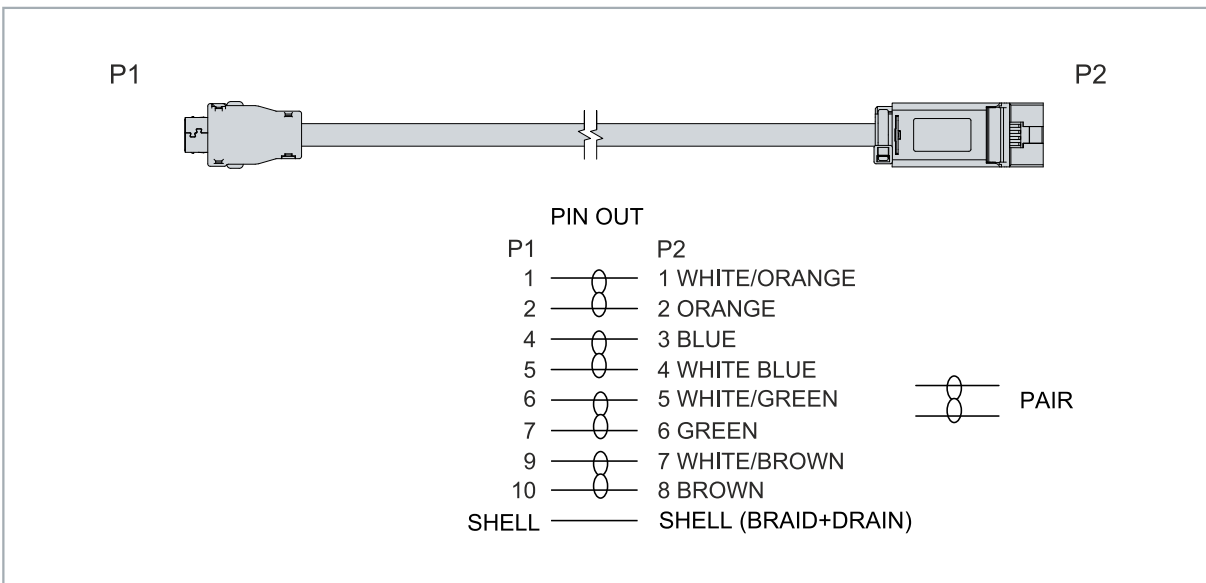 P1 P2
PIN OUT
P1 P2
1 1 WHITE/ORANGE
2 2 ORANGE
4 3 BLUE
5 4 WHITE BLUE
6 5 WHITE/GREEN
7 6 GREEN
PAIR
9 7 WHITE/BROWN
10 8 BROWN
SHELL SHELL (BRAID+DRAIN)